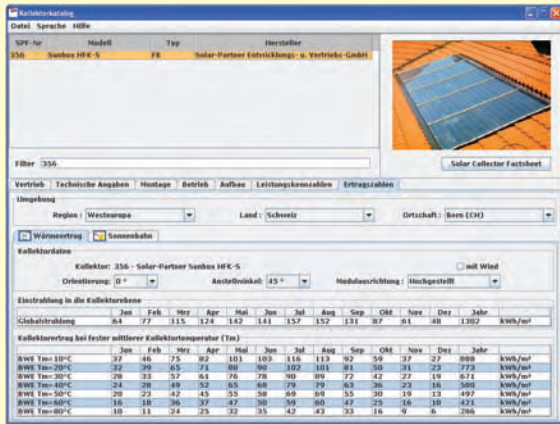 Kollektorkatalog
Datei Sprache Hilfe
SPF-Nr Modell Typ Hersteller
356 Sunbox HFK-S FK Solar-Partner Entwicklungs- u. Vertriebs-GmbH
Filter 356
Solar Collector Factsheet
Vertrieb Technische Angaben Montage Betrieb Aufbau Leistungskennzahlen Ertragszahlen
Umgebung
Region : Westeuropa Land : Schweiz Ortschaft : Bern (CH)
Wärmeertrag Sonnenbahn
Kollektordaten
Kollektor: 356 - Solar-Partner Sunbox HFK-S mit Wind
Orientierung: 0 ° Anstellwinkel: 45 ° Modulausrichtung : Hochgestellt
Einstrahlung in die Kollektorebene
Jan Feb Mrz Apr Mai Jun Jul Aug Sep Okt Nov Dez Jahr
Globalstrahlung 64 77 115 124 142 141 157 152 131 87 61 48 1302 kWh/m²
Kollektorertrag bei fester mittlerer Kollektortemperatur (Tm)
Jan Feb Mrz Apr Mai Jun Jul Aug Sep Okt Nov Dez Jahr
BWE Tm=10°C 37 46 75 82 101 103 116 113 92 59 37 27 888 kWh/m²
BWE Tm=20°C 32 39 65 71 88 90 102 101 81 50 31 23 773 kWh/m²
BWE Tm=30°C 28 33 57 61 76 78 90 89 72 42 27 19 671 kWh/m²
BWE Tm=40°C 24 28 49 52 65 68 79 79 63 36 23 16 580 kWh/m²
BWE Tm=50°C 20 23 42 45 55 58 69 69 55 30 19 13 497 kWh/m²
BWE Tm=60°C 16 18 36 37 47 50 59 60 47 25 16 10 421 kWh/m²
BWE Tm=80°C 10 11 24 25 32 35 42 43 33 16 9 6 286 kWh/m²